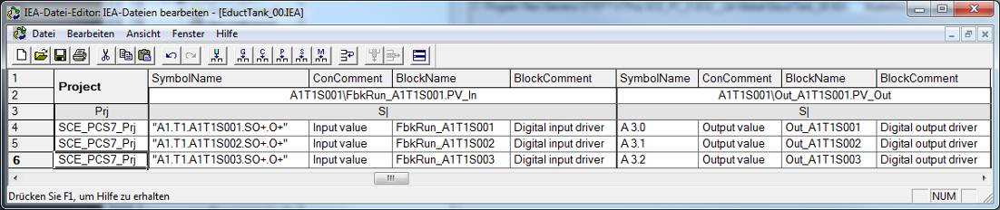 IEA-Datei-Editor: IEA-Dateien bearbeiten - [EductTank_00.IEA]
Datei Bearbeiten Ansicht Fenster Hilfe
U G C P S M
1 Project SymbolName ConComment BlockName BlockComment SymbolName ConComment BlockName BlockComment
2 A1T1S001\FbkRun_A1T1S001.PV_In A1T1S001\Out_A1T1S001.PV_Out
3 Prj S| S|
4 SCE_PCS7_Prj "A1.T1.A1T1S001.SO+.O+" Input value FbkRun_A1T1S001 Digital input driver A 3.0 Output value Out_A1T1S001 Digital output driver
5 SCE_PCS7_Prj "A1.T1.A1T1S002.SO+.O+" Input value FbkRun_A1T1S002 Digital input driver A 3.1 Output value Out_A1T1S002 Digital output driver
6 SCE_PCS7_Prj "A1.T1.A1T1S003.SO+.O+" Input value FbkRun_A1T1S003 Digital input driver A 3.2 Output value Out_A1T1S003 Digital output driver
Drücken Sie F1, um Hilfe zu erhalten NUM